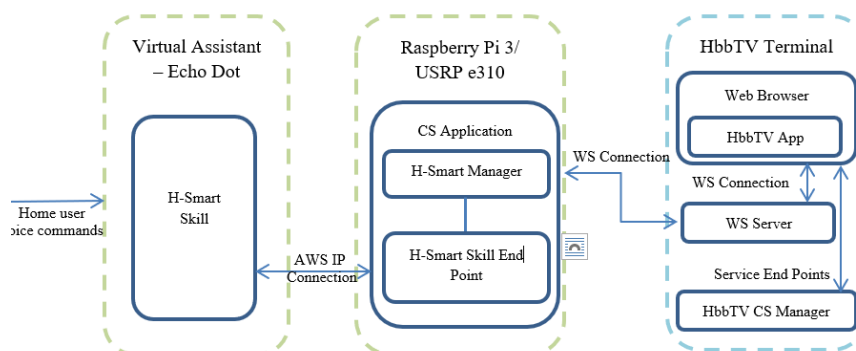 Virtual Assistant
– Echo Dot
H-Smart
Skill
Home user
oice commands
AWS IP
Connection
Raspberry Pi 3/
USRP e310
CS Application
H-Smart Manager
H-Smart Skill End
Point
WS Connection
HbbTV Terminal
Web Browser
HbbTV App
WS Connection
WS Server
Service End Points
HbbTV CS Manager